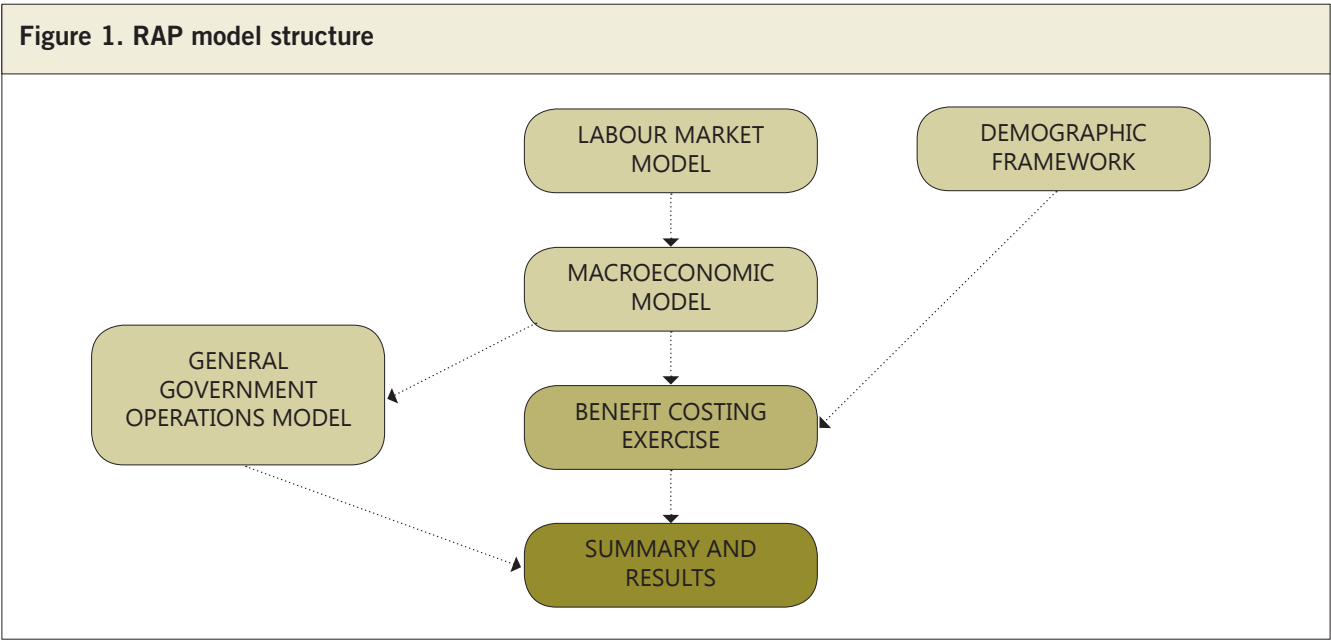 Figure 1. RAP model structure
LABOUR MARKET
MODEL
DEMOGRAPHIC
FRAMEWORK
MACROECONOMIC
MODEL
GENERAL
GOVERNMENT
OPERATIONS MODEL
BENEFIT COSTING
EXERCISE
SUMMARY AND
RESULTS